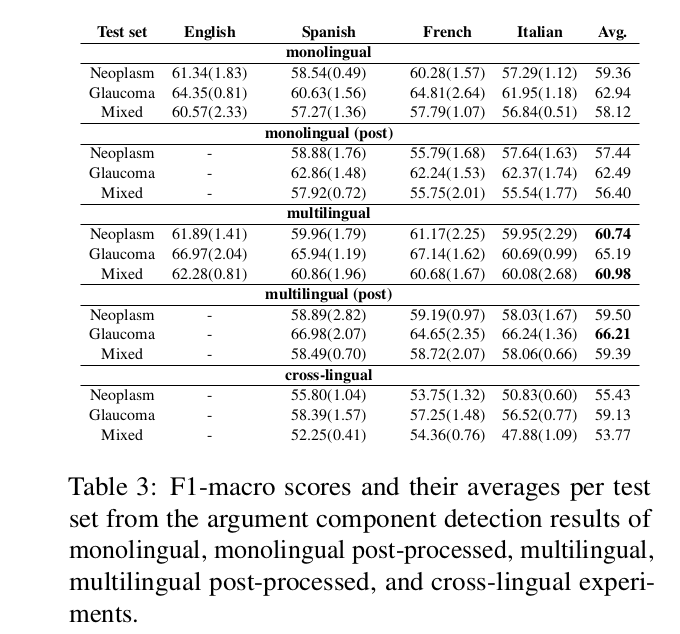 Test set English Spanish French Italian Avg.
monolingual
Neoplasm 61.34(1.83) 58.54(0.49) 60.28(1.57) 57.29(1.12) 59.36
Glaucoma 64.35(0.81) 60.63(1.56) 64.81(2.64) 61.95(1.18) 62.94
Mixed 60.57(2.33) 57.27(1.36) 57.79(1.07) 56.84(0.51) 58.12
monolingual (post)
Neoplasm - 58.88(1.76) 55.79(1.68) 57.64(1.63) 57.44
Glaucoma - 62.86(1.48) 62.24(1.53) 62.37(1.74) 62.49
Mixed - 57.92(0.72) 55.75(2.01) 55.54(1.77) 56.40
multilingual
Neoplasm 61.89(1.41) 59.96(1.79) 61.17(2.25) 59.95(2.29) 60.74
Glaucoma 66.97(2.04) 65.94(1.19) 67.14(1.62) 60.69(0.99) 65.19
Mixed 62.28(0.81) 60.86(1.96) 60.68(1.67) 60.08(2.68) 60.98
multilingual (post)
Neoplasm - 58.89(2.82) 59.19(0.97) 58.03(1.67) 59.50
Glaucoma - 66.98(2.07) 64.65(2.35) 66.24(1.36) 66.21
Mixed - 58.49(0.70) 58.72(2.07) 58.06(0.66) 59.39
cross-lingual
Neoplasm - 55.80(1.04) 53.75(1.32) 50.83(0.60) 55.43
Glaucoma - 58.39(1.57) 57.25(1.48) 56.52(0.77) 59.13
Mixed - 52.25(0.41) 54.36(0.76) 47.88(1.09) 53.77
Table 3: F1-macro scores and their averages per test
set from the argument component detection results of
monolingual, monolingual post-processed, multilingual,
multilingual post-processed, and cross-lingual experi-
ments.